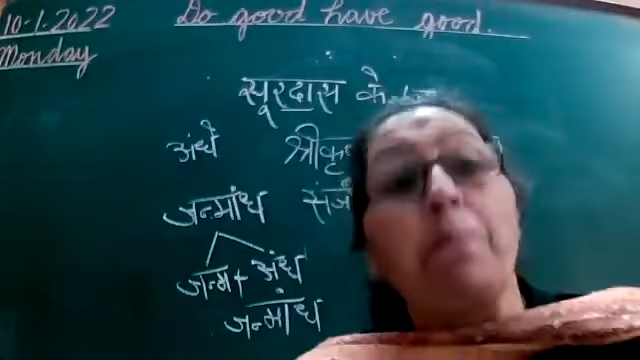 10-1-2022 Do good have good.
Monday
सूरदास के
अंधे श्रीकृ
जन्मांध
जन्म + अंध
जन्मांध